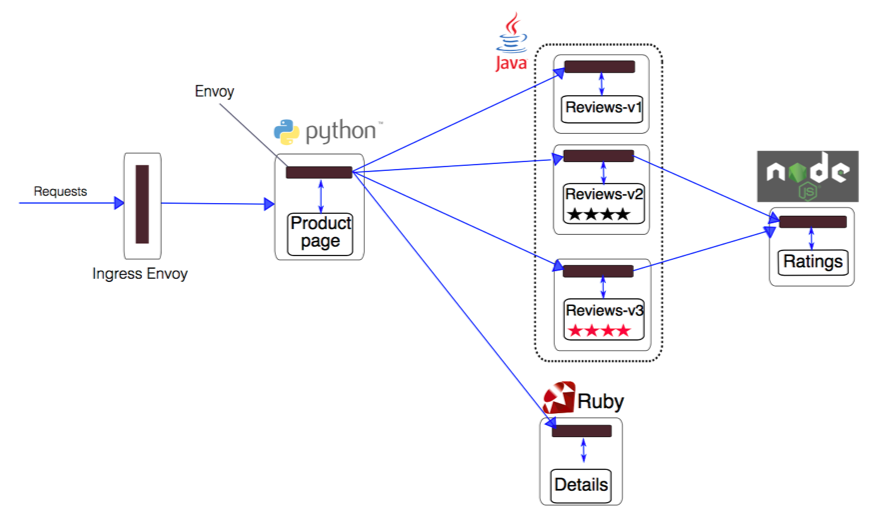 Java
Envoy
python™
Reviews-v1
Requests
Product
page
Ingress Envoy
Reviews-v2
★★★★
node
JS
Ratings
Reviews-v3
★★★★
Ruby
Details